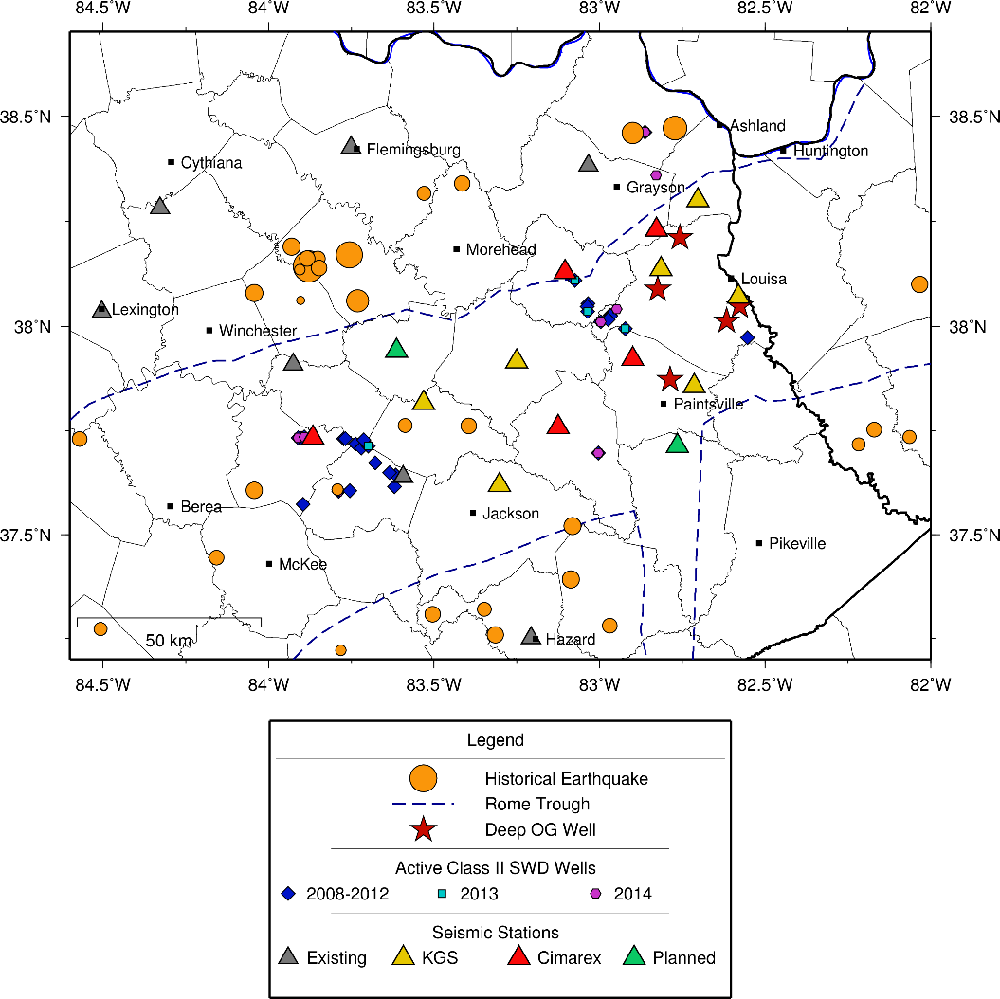 84.5˚W 84˚W 83.5˚W 83˚W 82.5˚W 82˚W
38.5˚N 38.5˚N
Ashland
Flemingsburg Huntington
Cythiana
Grayson
Morehead
Louisa
Lexington
38˚N 38˚N
Winchester
Paintsville
Berea Jackson
37.5˚N 37.5˚N
Pikeville
McKee
50 km Hazard
84.5˚W 84˚W 83.5˚W 83˚W 82.5˚W 82˚W
Legend
Historical Earthquake
Rome Trough
Deep OG Well
Active Class II SWD Wells
2008-2012 2013 2014
Seismic Stations
Existing KGS Cimarex Planned